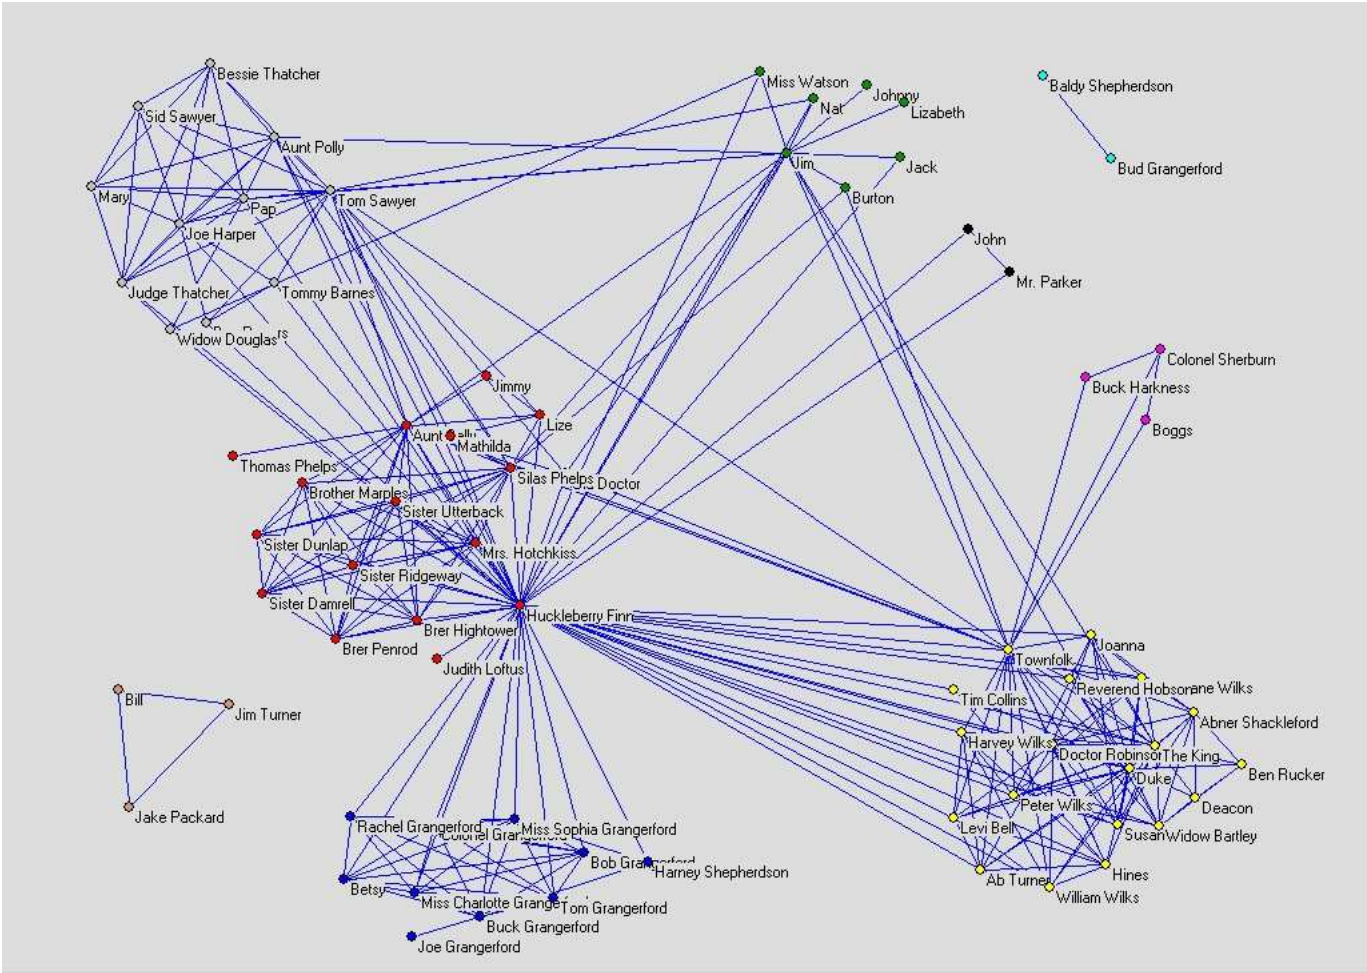 Bessie Thatcher
Miss Watson
Baldy Shepherdson
Johnny
Nat
Lizabeth
Sid Sawyer
Aunt Polly
Jim
Jack
Bud Grangerford
Mary
Pap
Tom Sawyer
Burton
Joe Harper
John
Judge Thatcher
Tommy Barnes
Mr. Parker
Widow Douglas
Colonel Sherburn
Buck Harkness
Jimmy
Lize
Boggs
Aunt
Mathilda
Thomas Phelps
Silas Phelps
Doctor
Brother Marples
Sister Utterback
Sister Dunlap
Mrs. Hotchkiss
Sister Ridgeway
Sister Damrell
Huckleberry Finn
Brer Hightower
Brer Penrod
Joanna
Judith Loftus
Townfolk
Reverend Hobson
Wilks
Bill
Tim Collins
Jim Turner
Abner Shackleford
Harvey Wilks
Doctor Robinson
The King
Ben Rucker
Duke
Jake Packard
Peter Wilks
Deacon
Rachel Grangerford
Miss Sophia Grangerford
Levi Bell
Susan
Widow Bartley
Bob Grangerford
Harney Shepherdson
Ab Turner
Hines
Betsy
Miss Charlotte
Tom Grangerford
William Wilks
Buck Grangerford
Joe Grangerford